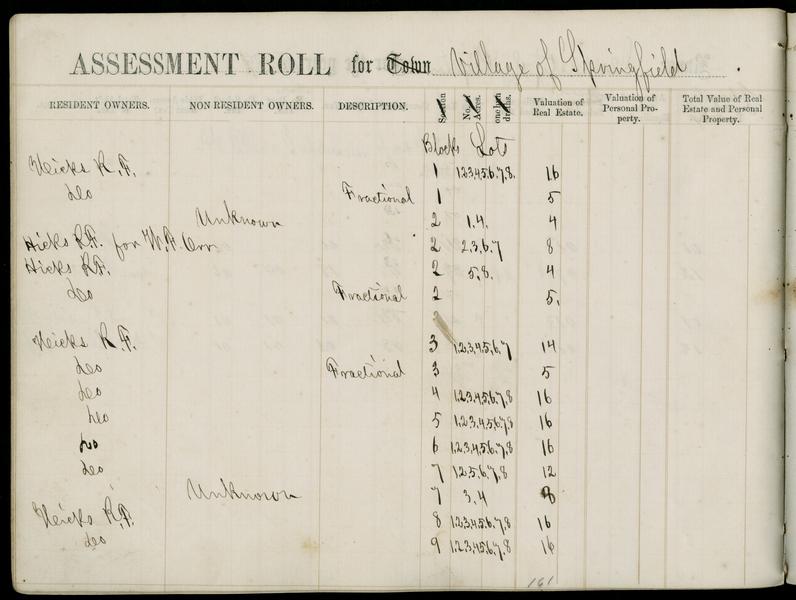 ASSESSMENT ROLL for Town Village of Springfield.
RESIDENT OWNERS. NON RESIDENT OWNERS. DESCRIPTION. Section No. of Acres. one hundredths. Valuation of Real Estate. Valuation of Personal Property. Total Value of Real Estate and Personal Property.
Blocks Lots
Hicks R.F. 1 1,2,3,4,5,6,7,8. 16
do Fractional 1 5
Unknown 2 1,4. 4
Hicks R.F. for W.F. Orr 2 2,3,6,7 8
Hicks R.F. 2 5,8. 4
do Fractional 2 5.
Hicks R.F. 3 1,2,3,4,5,6,7 14
do Fractional 3 5
do 4 1,2,3,4,5,6,7,8 16
do 5 1,2,3,4,5,6,7,8 16
do 6 1,2,3,4,5,6,7,8 16
do 7 1,2,5,6,7,8 12
Unknown 7 3,4 8
Hicks R.F. 8 1,2,3,4,5,6,7,8 16
do 9 1,2,3,4,5,6,7,8 16
161